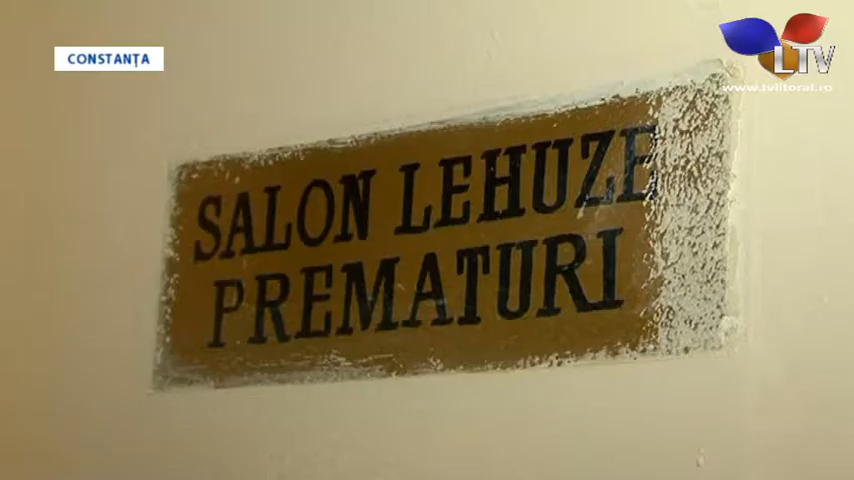 CONSTANȚA
LTV
www.tvlitoral.ro
SALON LEHUZE
PREMATURI